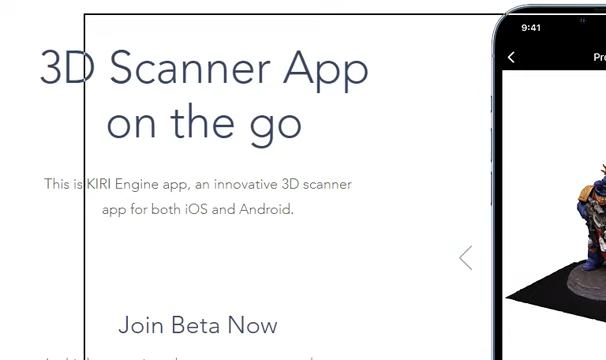 3D Scanner App
on the go
This is KIRI Engine app, an innovative 3D scanner
app for both iOS and Android.
Join Beta Now
9:41